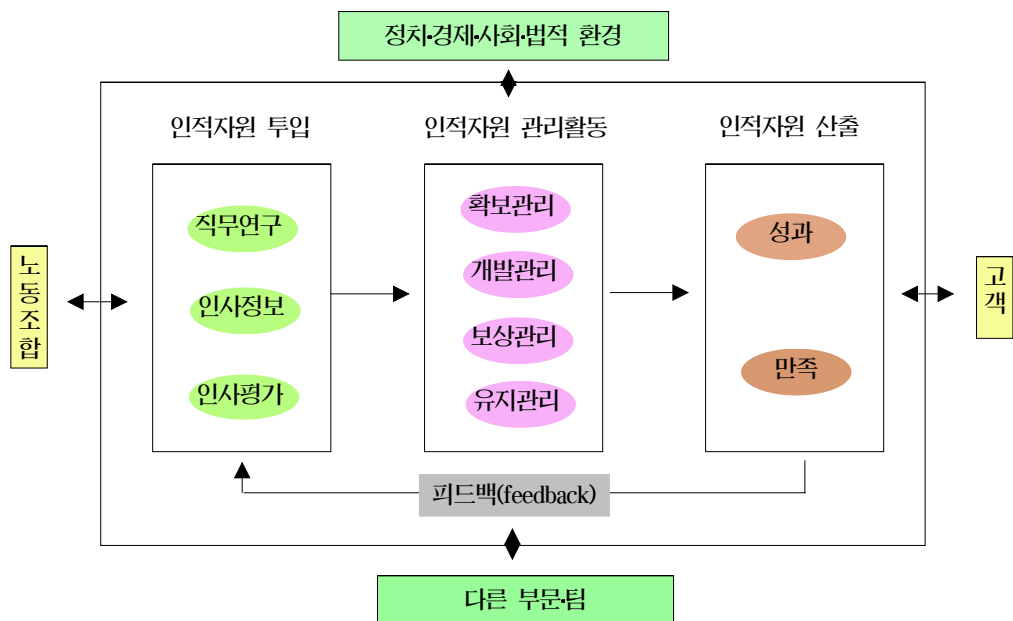 정치·경제·사회·법적 환경
인적자원 투입
인적자원 관리활동
인적자원 산출
직무연구
인사정보
인사평가
확보관리
개발관리
보상관리
유지관리
성과
만족
노동조합
고객
피드백(feedback)
다른 부문·팀